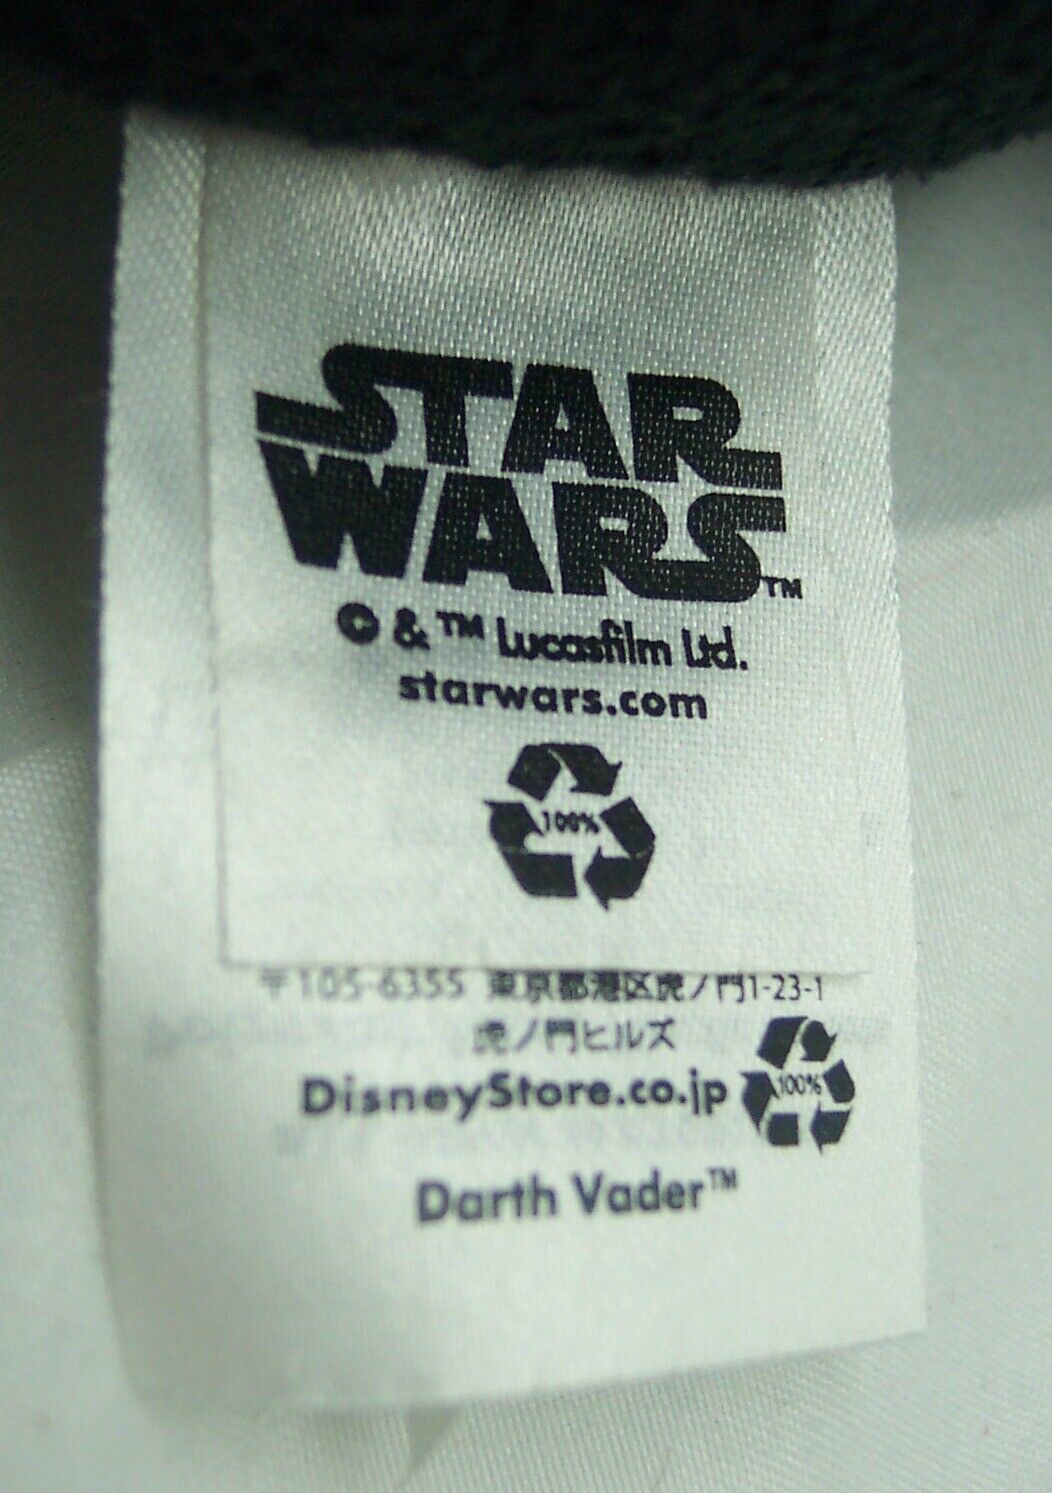 STAR
WARS™
© & ™ Lucasfilm Ltd.
starwars.com
100%
〒105-6355 東京都港区虎ノ門1-23-1
虎ノ門ヒルズ
DisneyStore.co.jp
100%
Darth Vader™